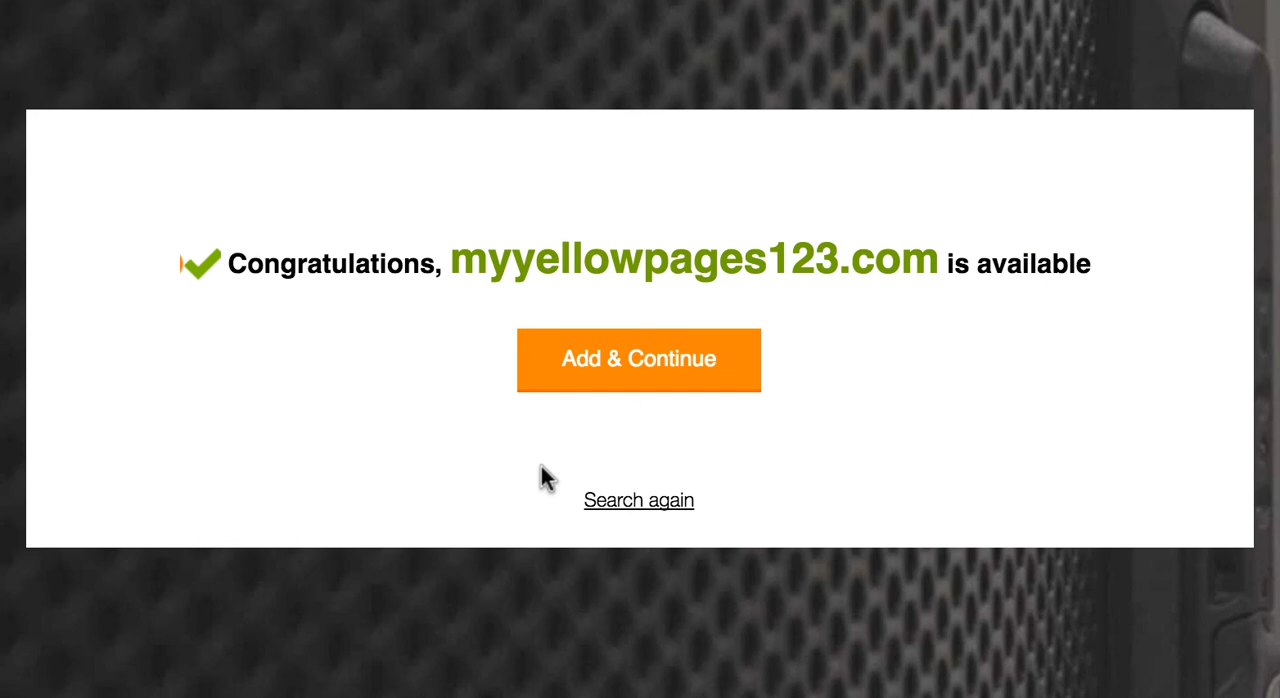 Congratulations, myyellowpages123.com is available
Add & Continue
Search again